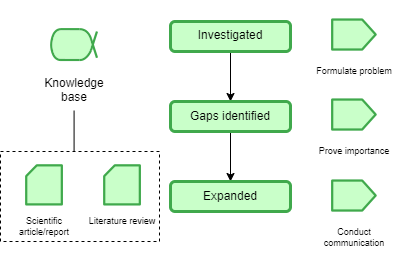 Investigated
Formulate problem
Knowledge
base
Gaps identified
Prove importance
Expanded
Scientific
article/report
Literature review
Conduct
communication